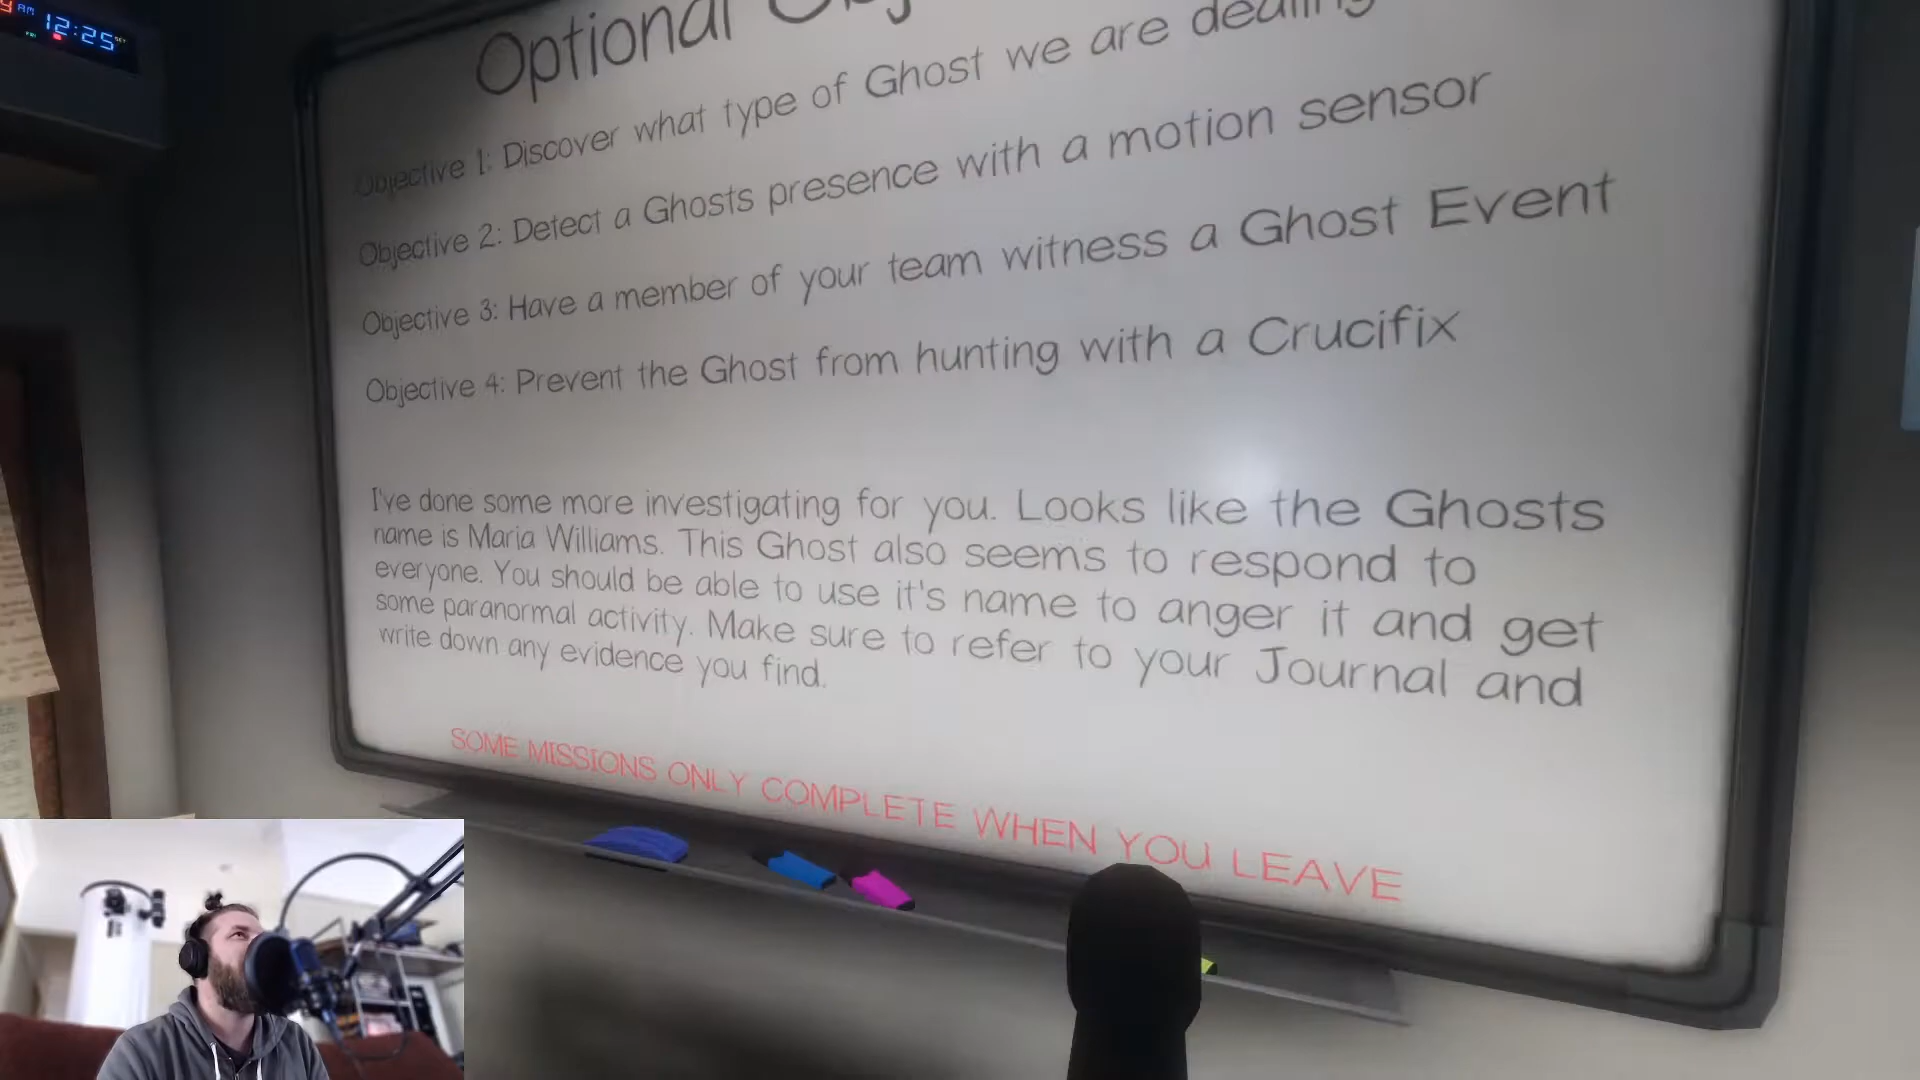 AM
12:25
Optional
Objective 1: Discover what type of Ghost we are dealing
Objective 2: Detect a Ghosts presence with a motion sensor
Objective 3: Have a member of your team witness a Ghost Event
Objective 4: Prevent the Ghost from hunting with a Crucifix
I've done some more investigating for you. Looks like the Ghosts
name is Maria Williams. This Ghost also seems to respond to
everyone. You should be able to use it's name to anger it and get
some paranormal activity. Make sure to refer to your Journal and
write down any evidence you find.
SOME MISSIONS ONLY COMPLETE WHEN YOU LEAVE